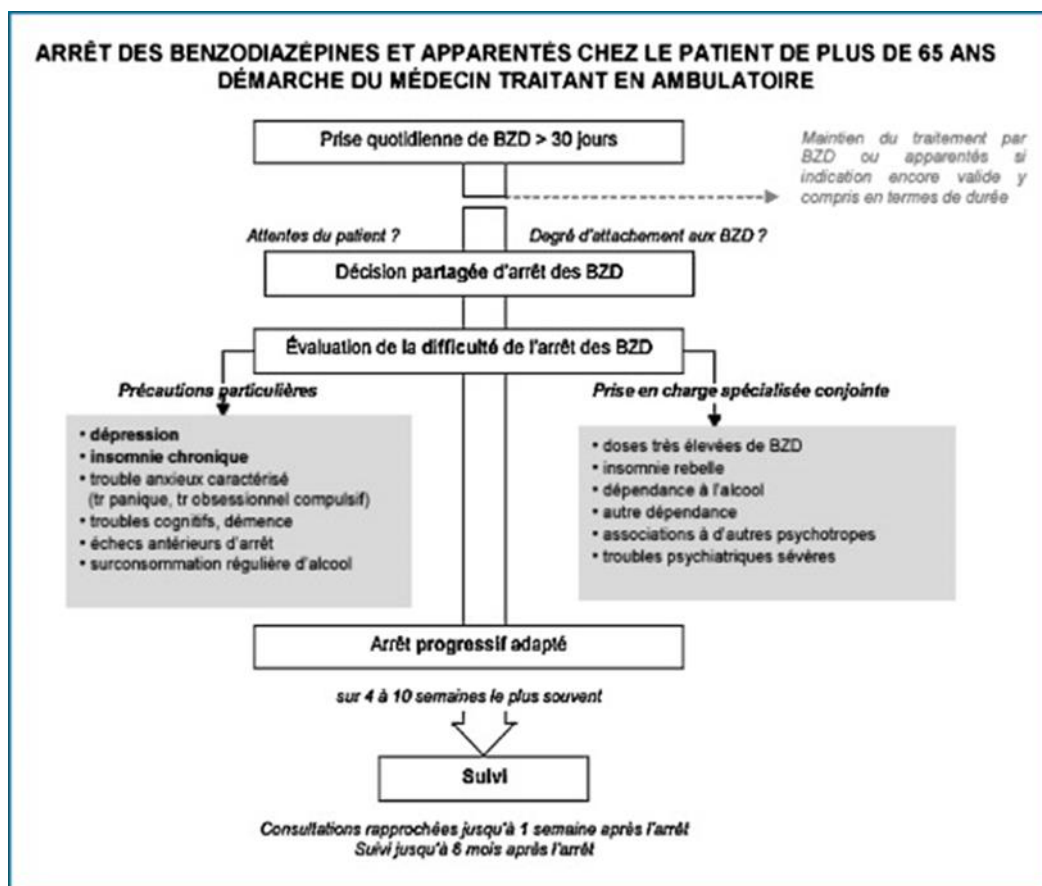 ARRÊT DES BENZODIAZÉPINES ET APPARENTÉS CHEZ LE PATIENT DE PLUS DE 65 ANS
DÉMARCHE DU MÉDECIN TRAITANT EN AMBULATOIRE
Prise quotidienne de BZD > 30 jours
Maintien du traitement par
BZD ou apparentés si
indication encore valide y
compris en termes de durée
Attentes du patient ?
Degré d'attachement aux BZD ?
Décision partagée d'arrêt des BZD
Évaluation de la difficulté de l'arrêt des BZD
Précautions particulières
• dépression
• insomnie chronique
• trouble anxieux caractérisé
(tr panique, tr obsessionnel compulsif)
• troubles cognitifs, démence
• échecs antérieurs d'arrêt
• surconsommation régulière d'alcool
Prise en charge spécialisée conjointe
• doses très élevées de BZD
• insomnie rebelle
• dépendance à l'alcool
• autre dépendance
• associations à d'autres psychotropes
• troubles psychiatriques sévères
Arrêt progressif adapté
sur 4 à 10 semaines le plus souvent
Suivi
Consultations rapprochées jusqu'à 1 semaine après l'arrêt
Suivi jusqu'à 6 mois après l'arrêt